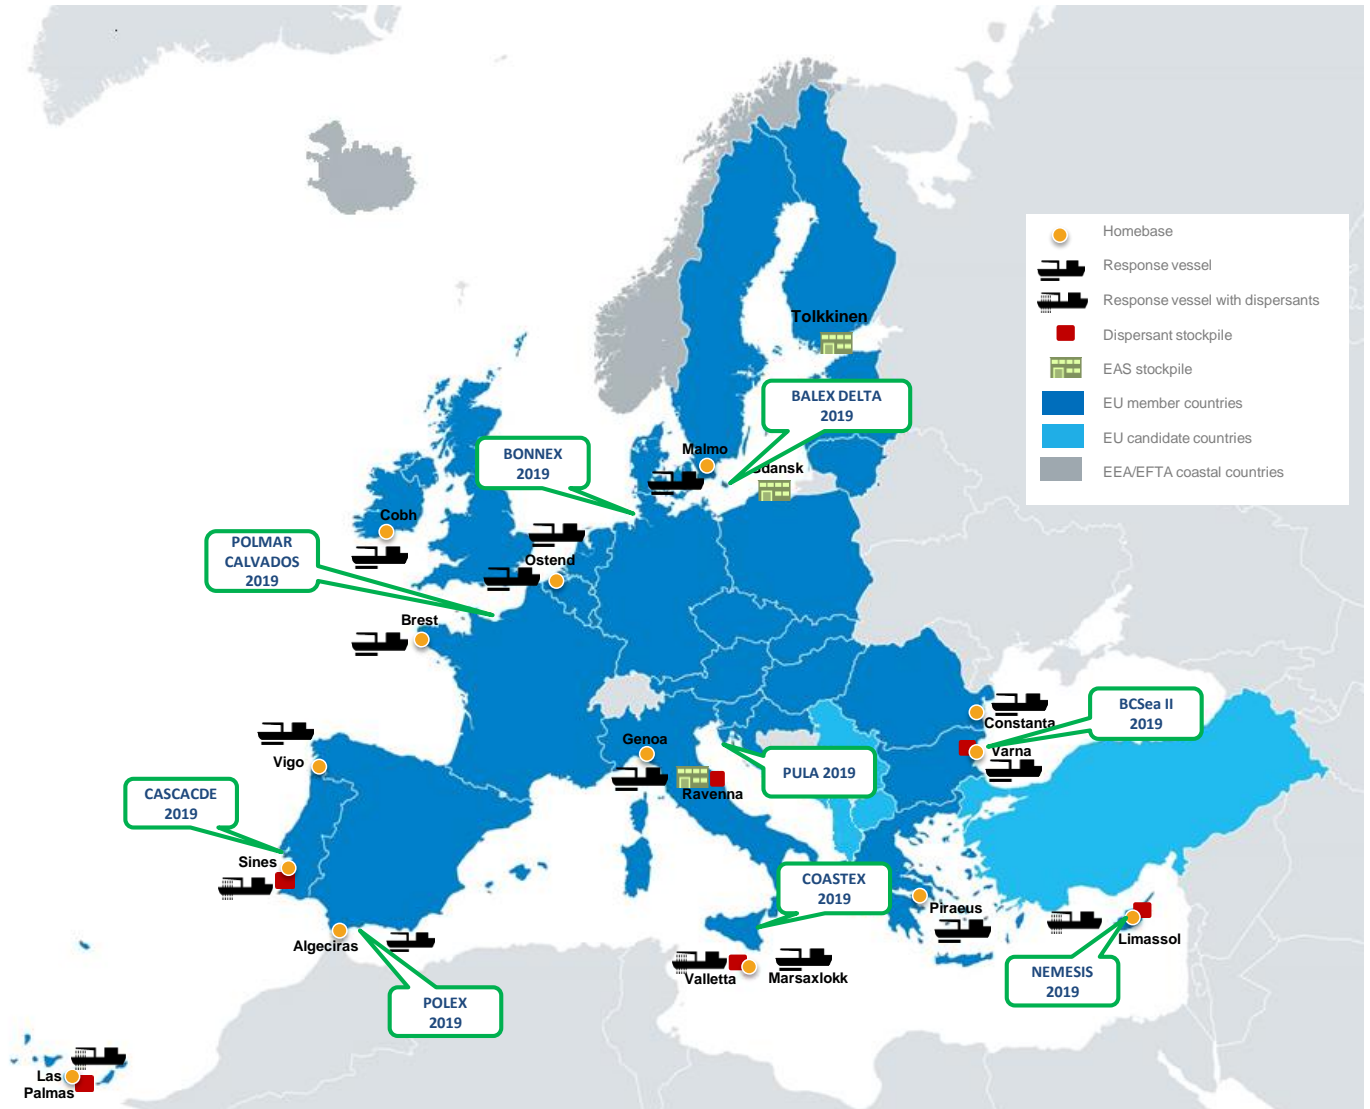 Homebase
Response vessel
Response vessel with dispersants
Dispersant stockpile
EAS stockpile
EU member countries
EU candidate countries
EEA/EFTA coastal countries
Tolkkinen
BALEX DELTA
2019
BONNEX
2019
Malmo
Gdansk
Cobh
POLMAR
CALVADOS
2019
Ostend
Brest
Constanta
BCSea II
2019
Varna
Vigo
Genoa
PULA 2019
Ravenna
CASCACDE
2019
Sines
COASTEX
2019
Piraeus
Limassol
Algeciras
Valletta
Marsaxlokk
NEMESIS
2019
POLEX
2019
Las
Palmas